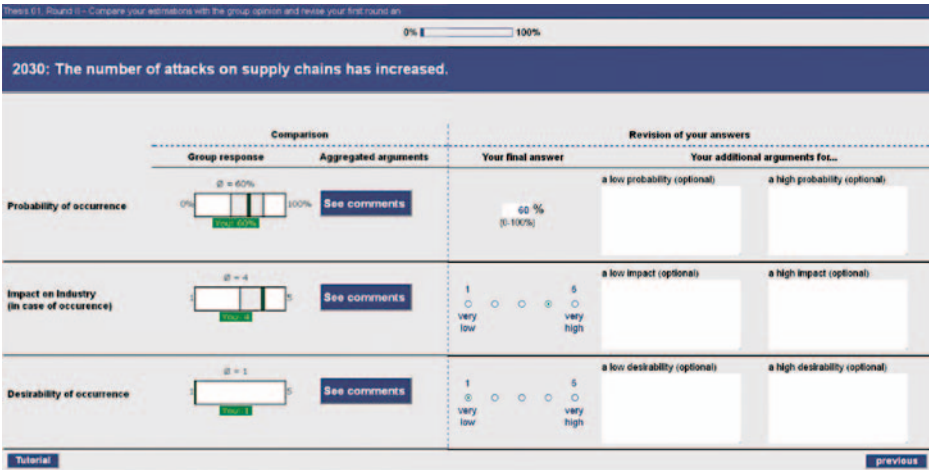 Thesis 01, Round II – Compare your estimations with the group opinion and revise your first round an
0% 100%
2030: The number of attacks on supply chains has increased.
Comparison Revision of your answers
Group response Aggregated arguments Your final answer Your additional arguments for...
Probability of occurrence
Ø = 60%
0% 100%
You: 60%
See comments
60 %
(0-100%)
a low probability (optional) a high probability (optional)
Impact on Industry
(in case of occurence)
Ø = 4
1 5
You: 4
See comments
1 5
very very
low high
a low impact (optional) a high impact (optional)
Desirability of occurrence
Ø = 1
1 5
You: 1
See comments
1 5
very very
low high
a low desirability (optional) a high desirability (optional)
Tutorial previous